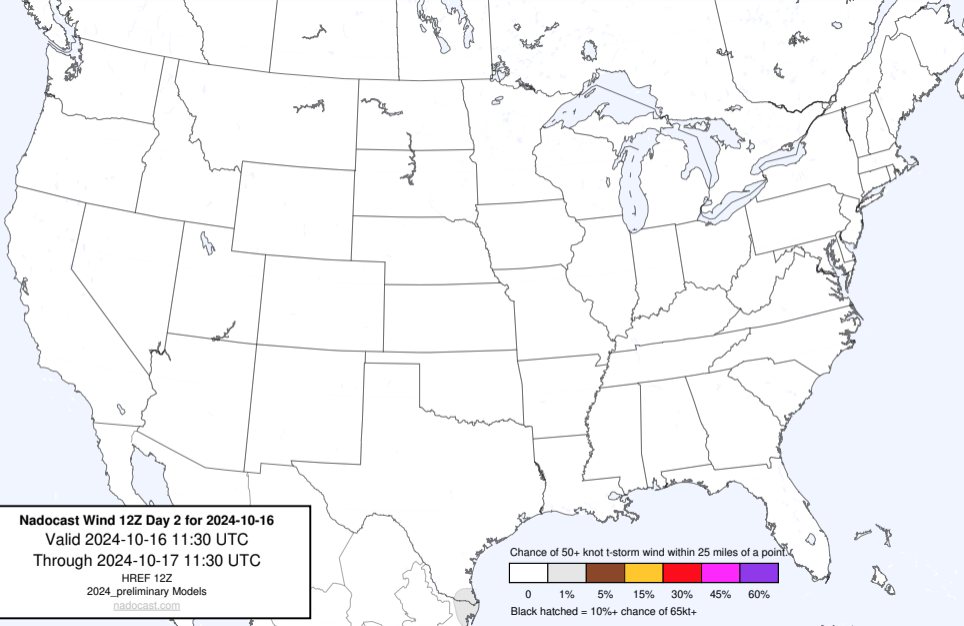 Nadocast Wind 12Z Day 2 for 2024-10-16
Valid 2024-10-16 11:30 UTC
Through 2024-10-17 11:30 UTC
HREF 12Z
2024_preliminary Models
nadocast.com
Chance of 50+ knot t-storm wind within 25 miles of a point.
0 1% 5% 15% 30% 45% 60%
Black hatched = 10%+ chance of 65kt+